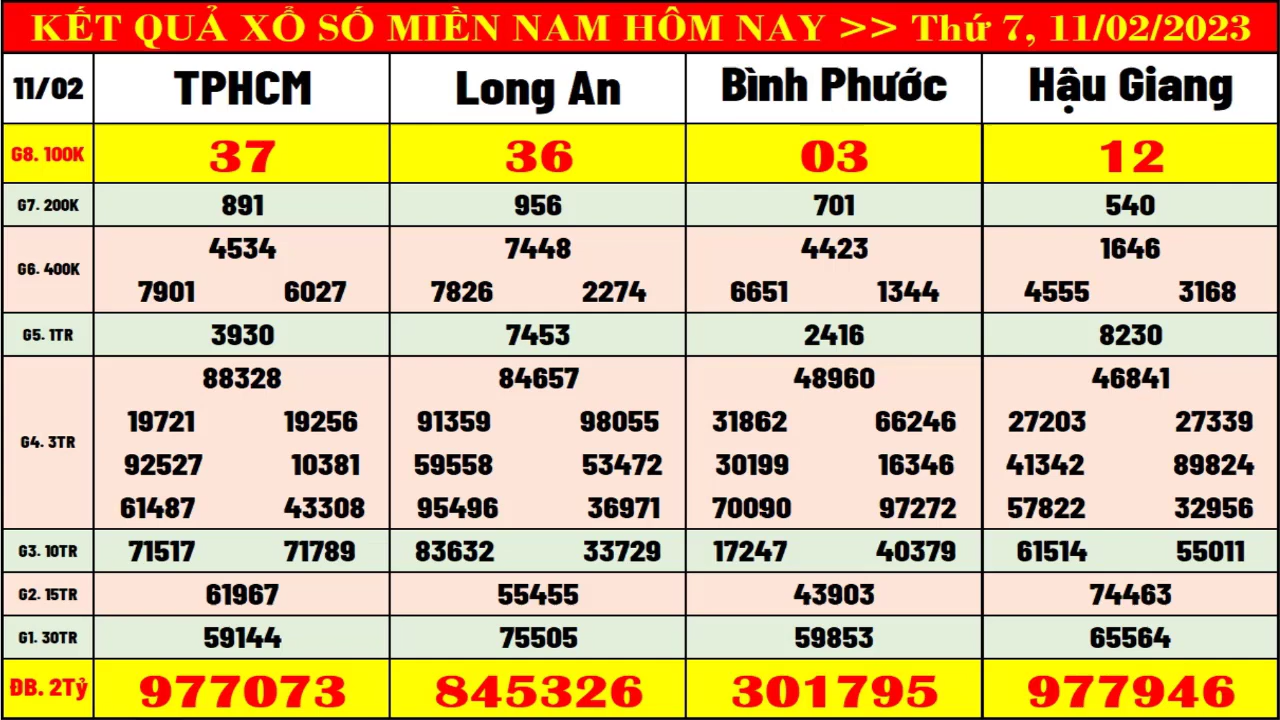 KẾT QUẢ XỔ SỐ MIỀN NAM HÔM NAY >> Thứ 7, 11/02/2023
11/02 TPHCM Long An Bình Phước Hậu Giang
G8. 100K 37 36 03 12
G7. 200K 891 956 701 540
4534 7448 4423 1646
G6. 400K
7901 6027 7826 2274 6651 1344 4555 3168
G5. 1TR 3930 7453 2416 8230
88328 84657 48960 46841
19721 19256 91359 98055 31862 66246 27203 27339
G4. 3TR
92527 10381 59558 53472 30199 16346 41342 89824
61487 43308 95496 36971 70090 97272 57822 32956
G3. 10TR 71517 71789 83632 33729 17247 40379 61514 55011
G2. 15TR 61967 55455 43903 74463
G1. 30TR 59144 75505 59853 65564
ĐB. 2Tỷ 977073 845326 301795 977946